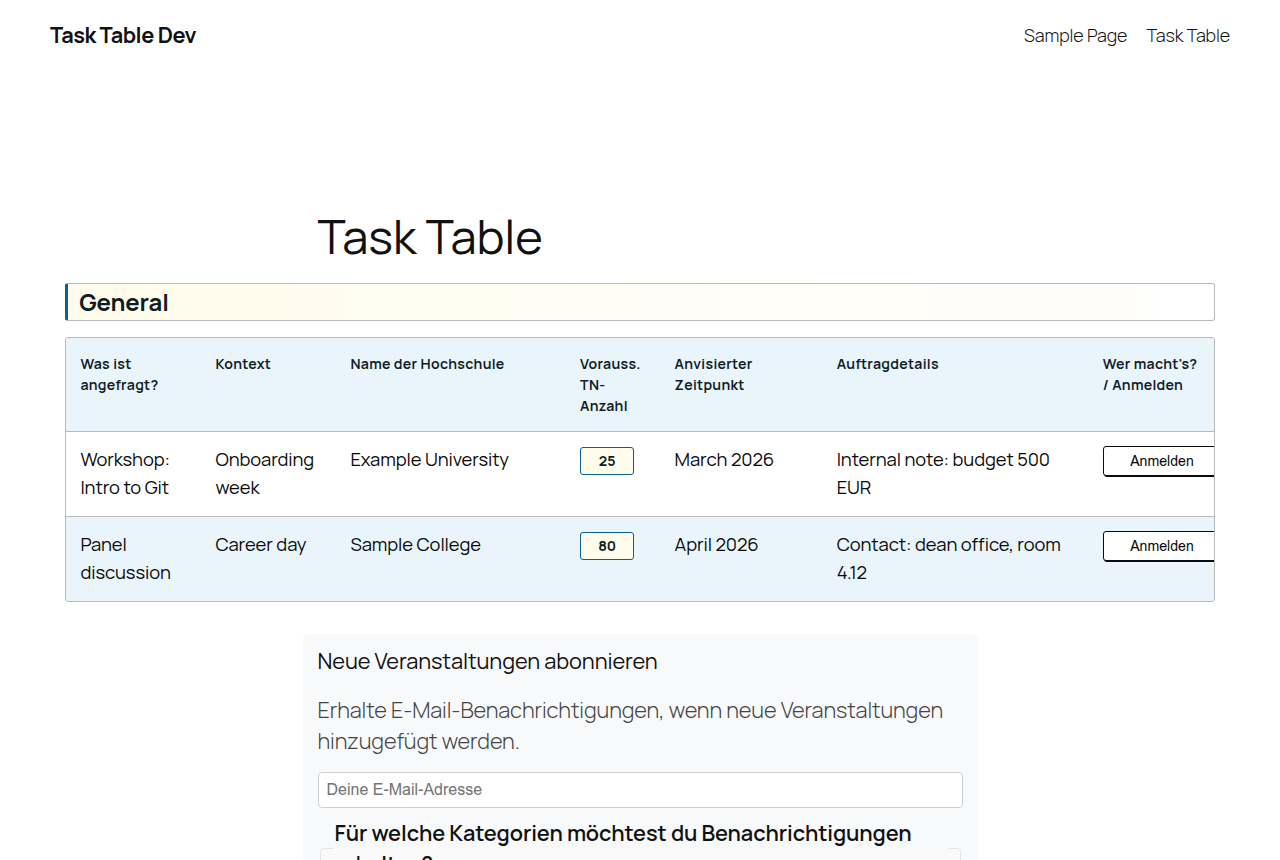 Task Table Dev
Sample Page Task Table
Task Table
General
Was ist angefragt? Kontext Name der Hochschule Vorauss. TN-Anzahl Anvisierter Zeitpunkt Auftragdetails Wer macht's? / Anmelden
Workshop: Intro to Git Onboarding week Example University 25 March 2026 Internal note: budget 500 EUR Anmelden
Panel discussion Career day Sample College 80 April 2026 Contact: dean office, room 4.12 Anmelden
Neue Veranstaltungen abonnieren
Erhalte E-Mail-Benachrichtigungen, wenn neue Veranstaltungen
hinzugefügt werden.
Deine E-Mail-Adresse
Für welche Kategorien möchtest du Benachrichtigungen